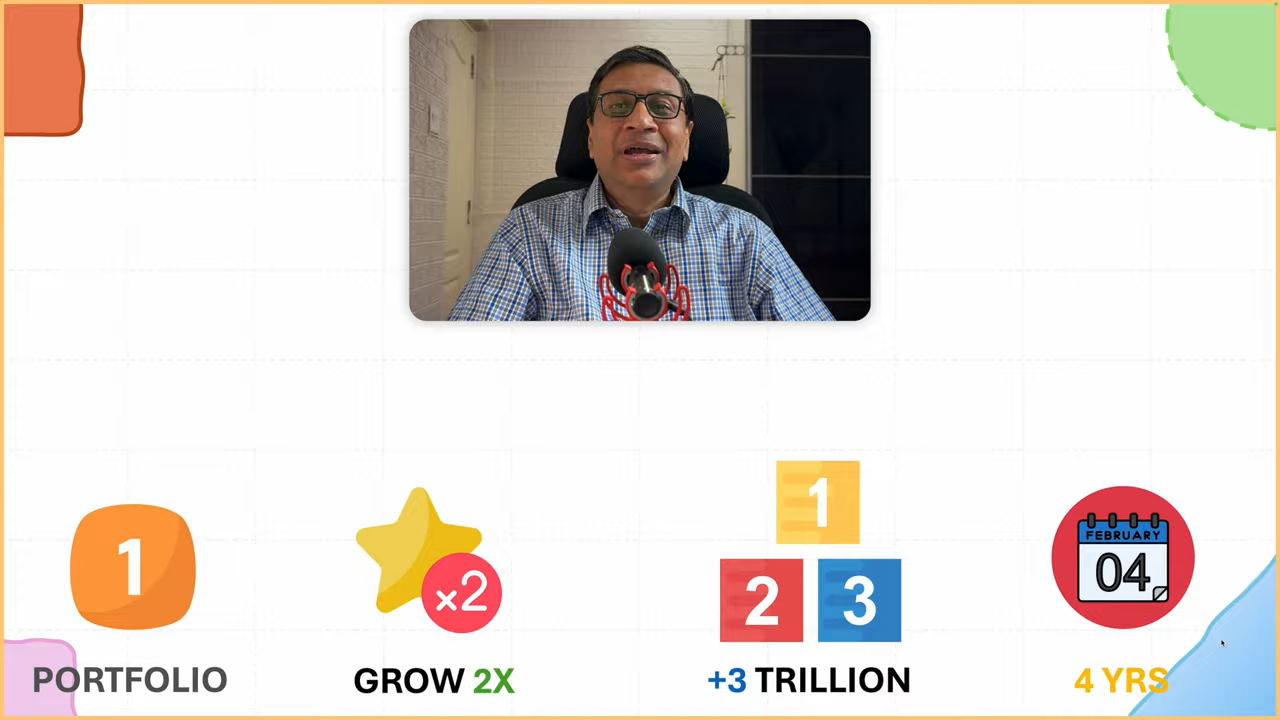 1
PORTFOLIO
×2
GROW 2X
1
2 3
+3 TRILLION
FEBRUARY
04
4 YRS